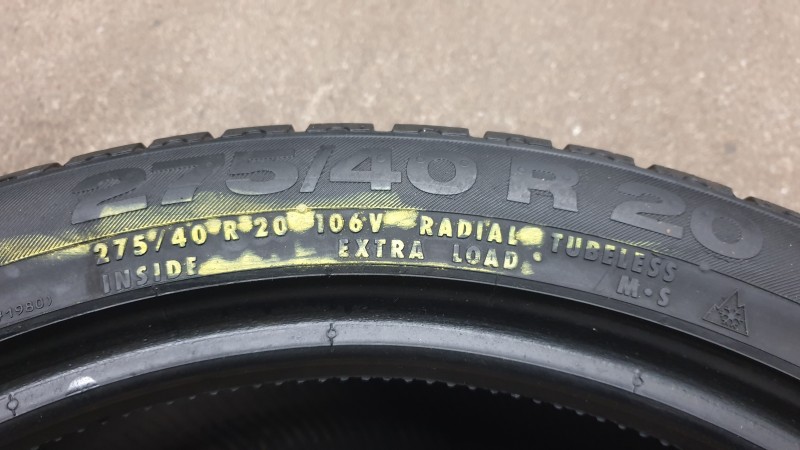 275/40 R 20
275/40 R 20 106V RADIAL TUBELESS
INSIDE EXTRA LOAD M·S